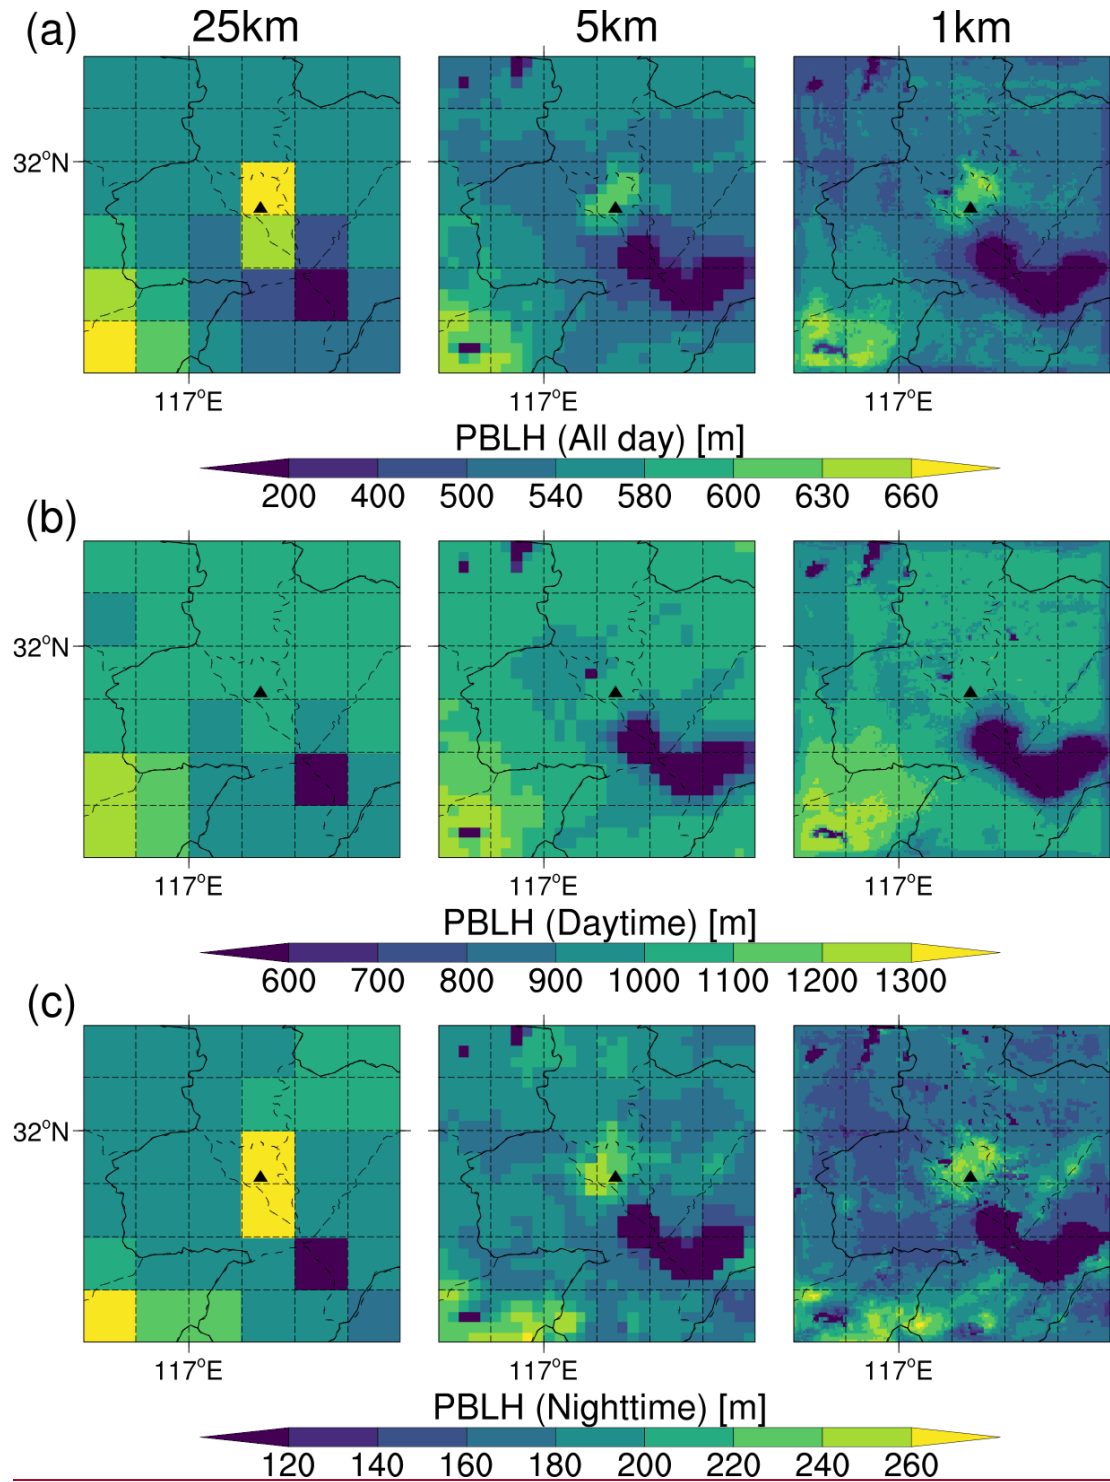 (a) 25km 5km 1km
32°N
117°E 117°E 117°E
PBLH (All day) [m]
200 400 500 540 580 600 630 660
(b)
32°N
117°E 117°E 117°E
PBLH (Daytime) [m]
600 700 800 900 1000 1100 1200 1300
(c)
32°N
117°E 117°E 117°E
PBLH (Nighttime) [m]
120 140 160 180 200 220 240 260